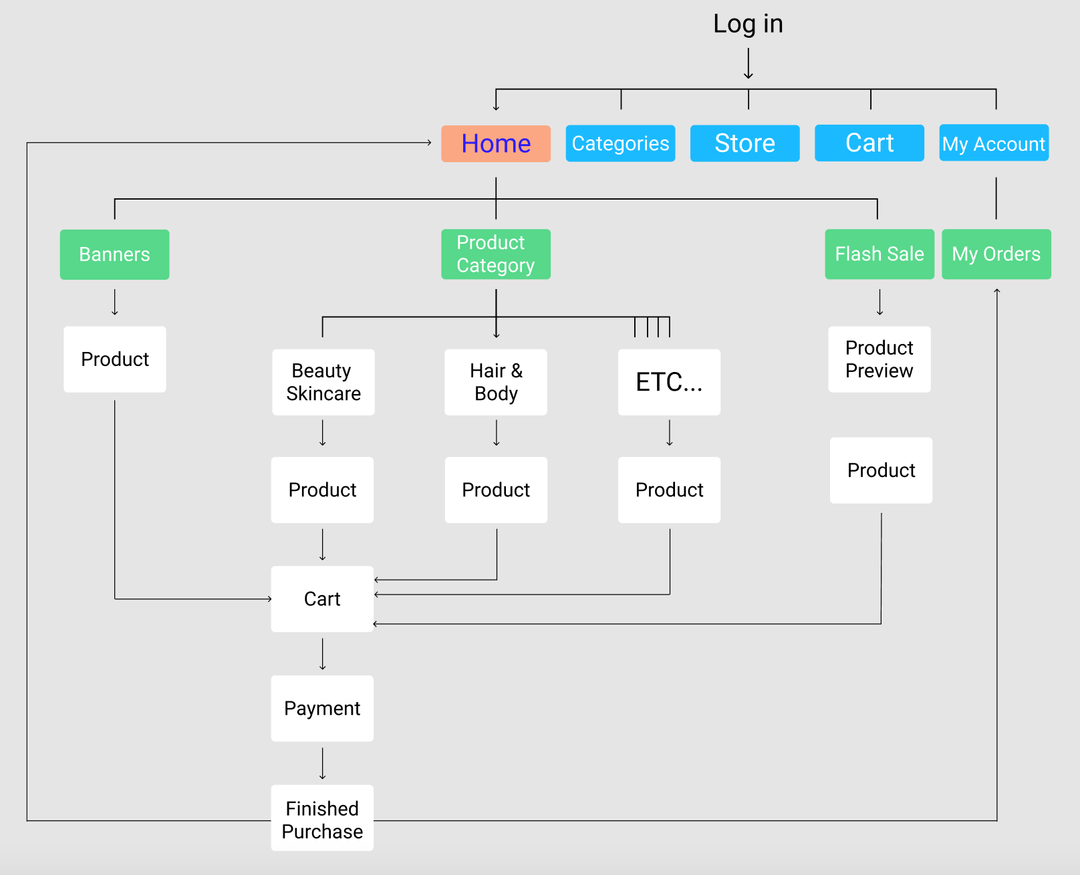 Log in
Home
Categories
Store
Cart
My Account
Banners
Product
Category
Flash Sale
My Orders
Product
Beauty
Skincare
Hair &
Body
ETC...
Product
Preview
Product
Product
Product
Product
Cart
Payment
Finished
Purchase